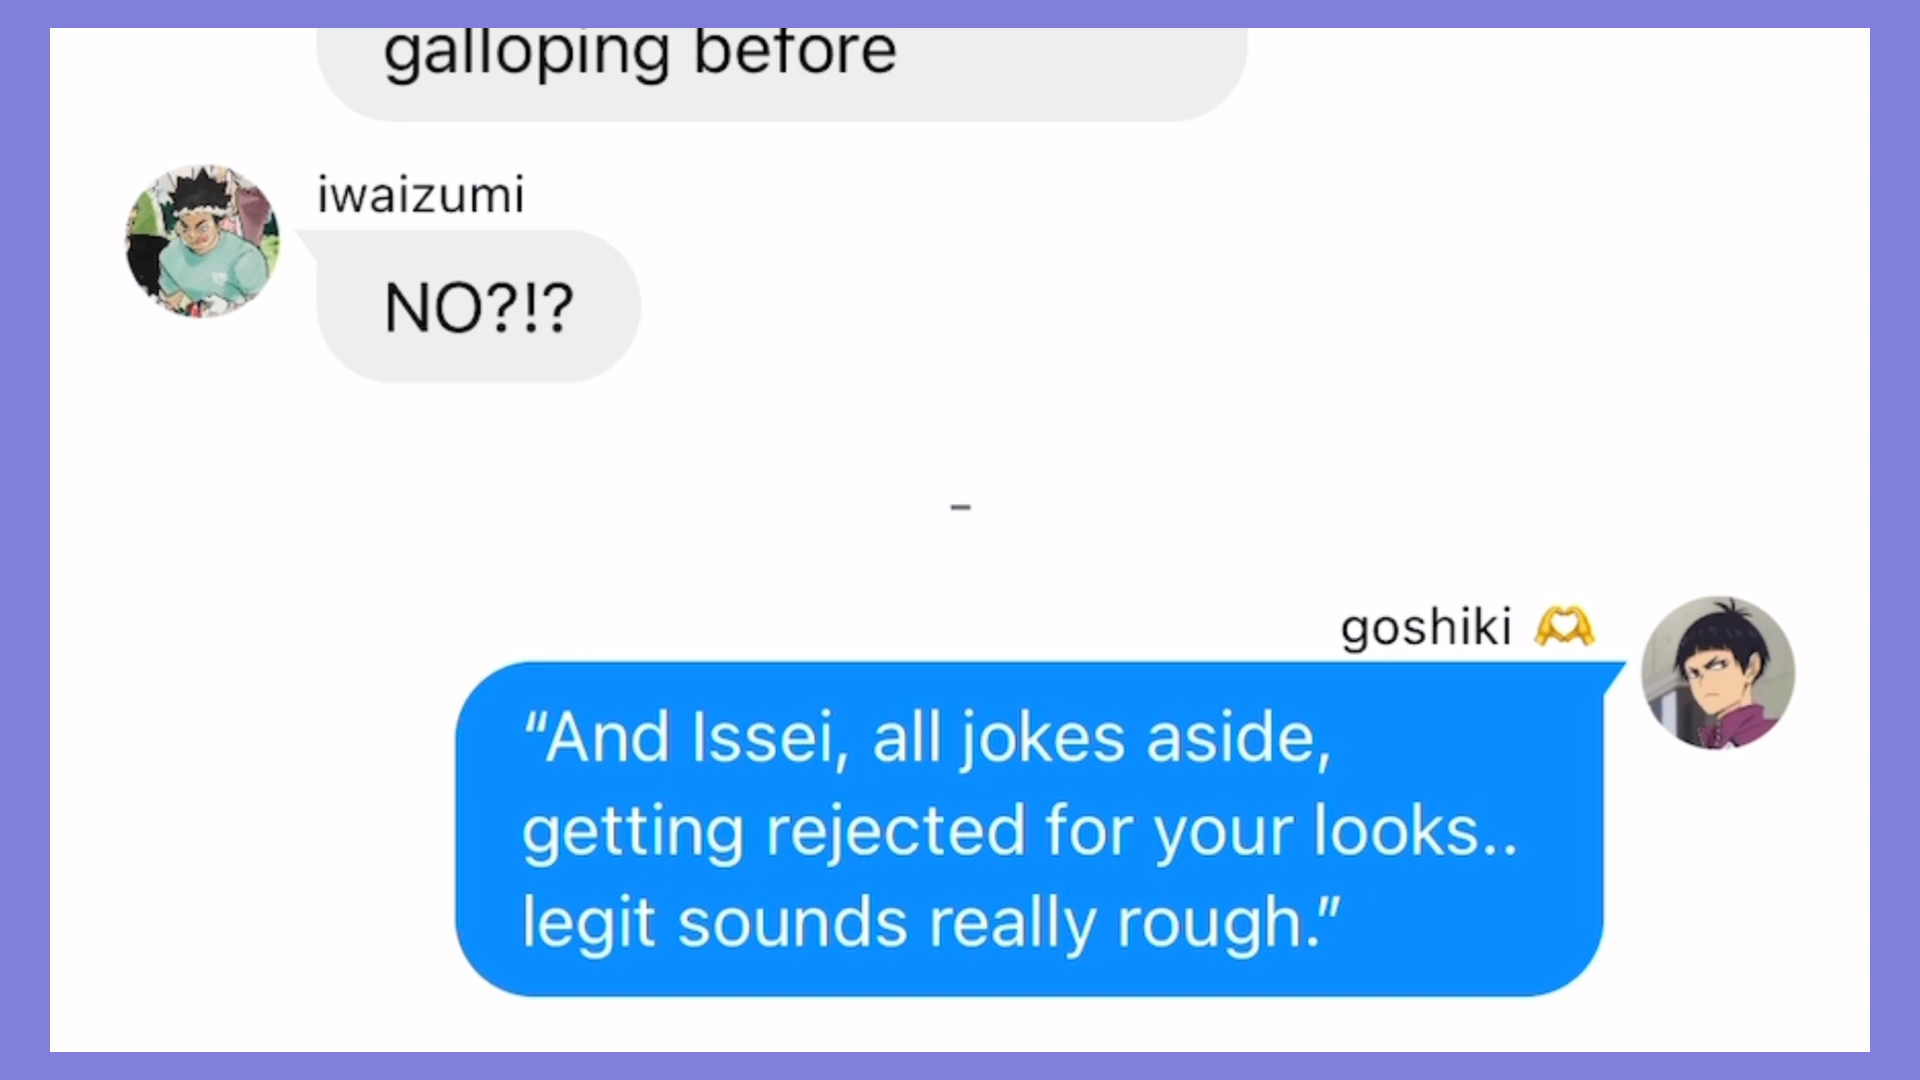 galloping before
iwaizumi
NO?!?
-
goshiki 🫶
“And Issei, all jokes aside,
getting rejected for your looks..
legit sounds really rough.”